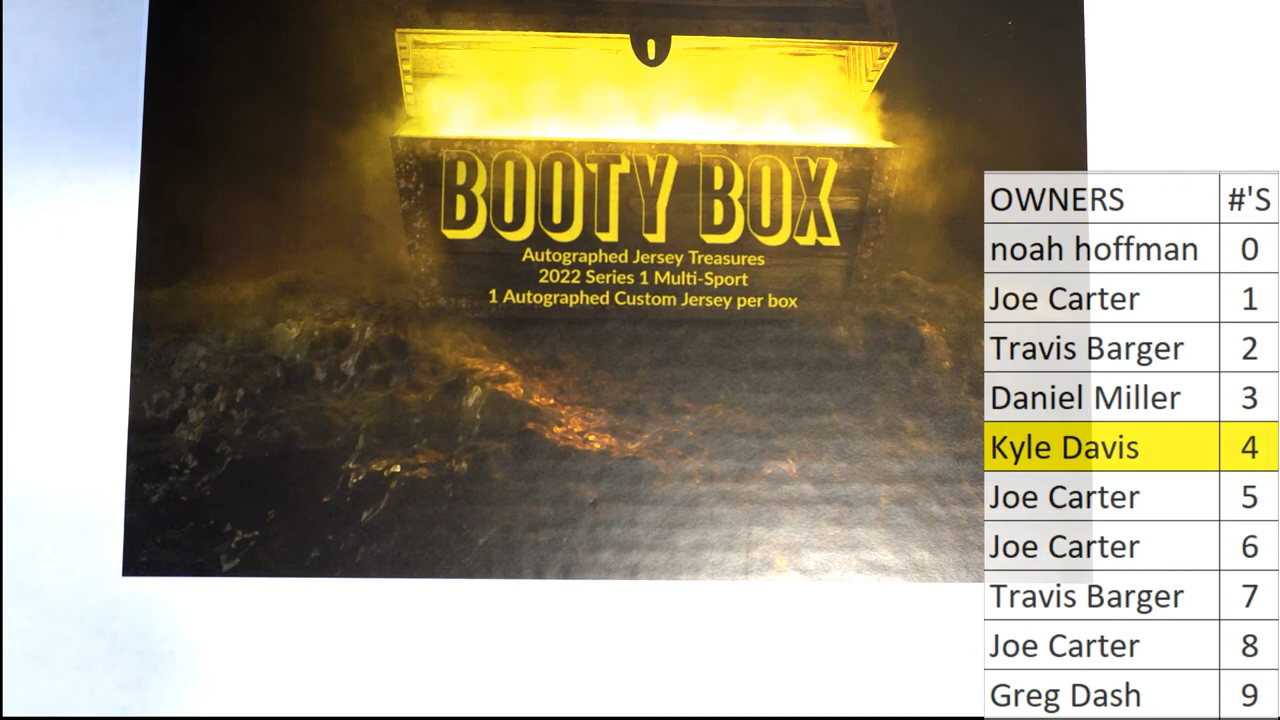 BOOTY BOX
Autographed Jersey Treasures
2022 Series 1 Multi-Sport
1 Autographed Custom Jersey per box
OWNERS #'S
noah hoffman 0
Joe Carter 1
Travis Barger 2
Daniel Miller 3
Kyle Davis 4
Joe Carter 5
Joe Carter 6
Travis Barger 7
Joe Carter 8
Greg Dash 9